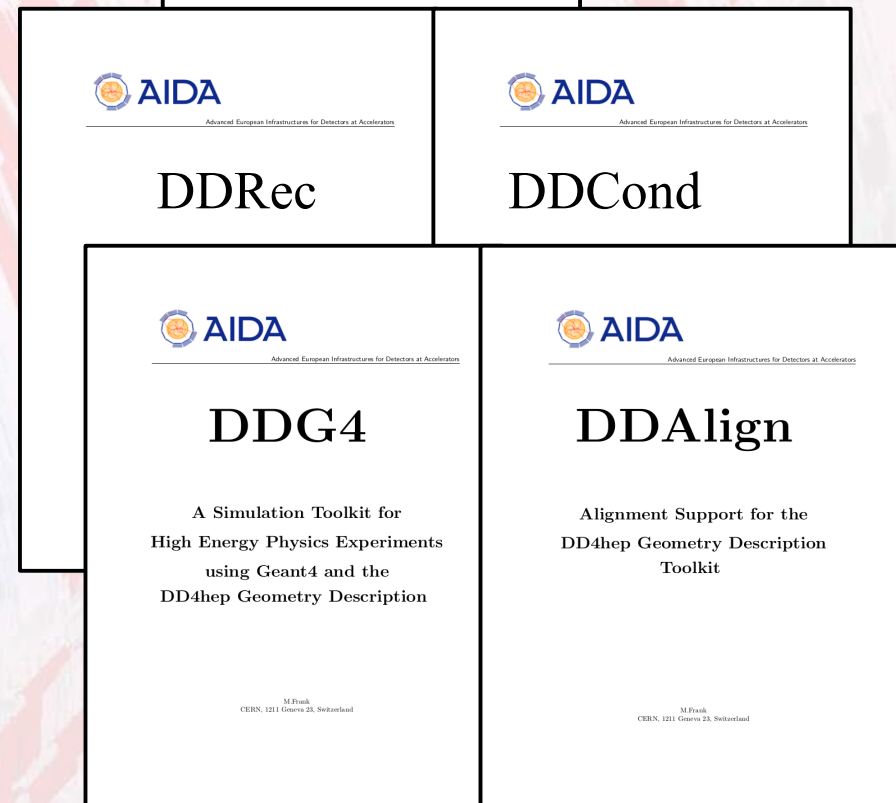 AIDA
Advanced European Infrastructures for Detectors at Accelerators
DDRec
AIDA
Advanced European Infrastructures for Detectors at Accelerators
DDCond
AIDA
Advanced European Infrastructures for Detectors at Accelerators
DDG4
A Simulation Toolkit for
High Energy Physics Experiments
using Geant4 and the
DD4hep Geometry Description
M.Frank
CERN, 1211 Geneva 23, Switzerland
AIDA
Advanced European Infrastructures for Detectors at Accelerators
DDAlign
Alignment Support for the
DD4hep Geometry Description
Toolkit
M.Frank
CERN, 1211 Geneva 23, Switzerland